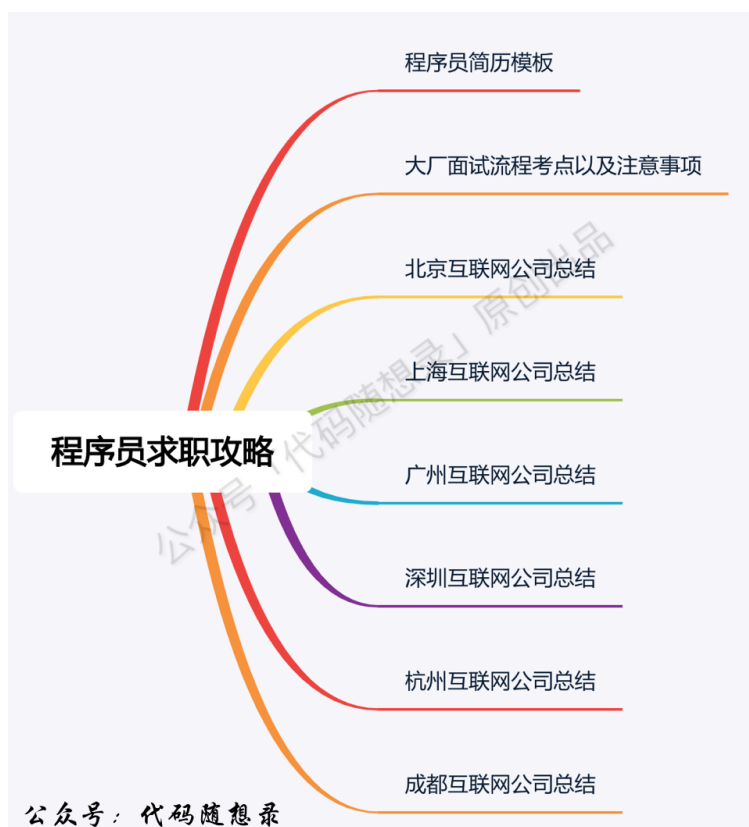 程序员简历模板
大厂面试流程考点以及注意事项
北京互联网公司总结
上海互联网公司总结
程序员求职攻略
广州互联网公司总结
深圳互联网公司总结
杭州互联网公司总结
成都互联网公司总结
公众号「代码随想录」原创出品
公众号：代码随想录